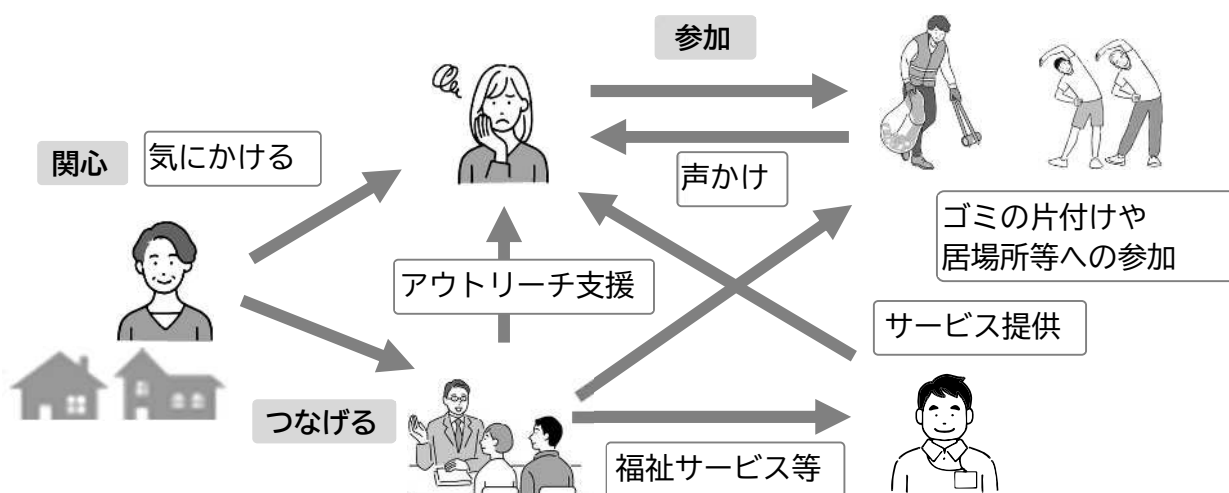 参加
関心
気にかける
声かけ
ゴミの片付けや
居場所等への参加
アウトリーチ支援
サービス提供
つなげる
福祉サービス等